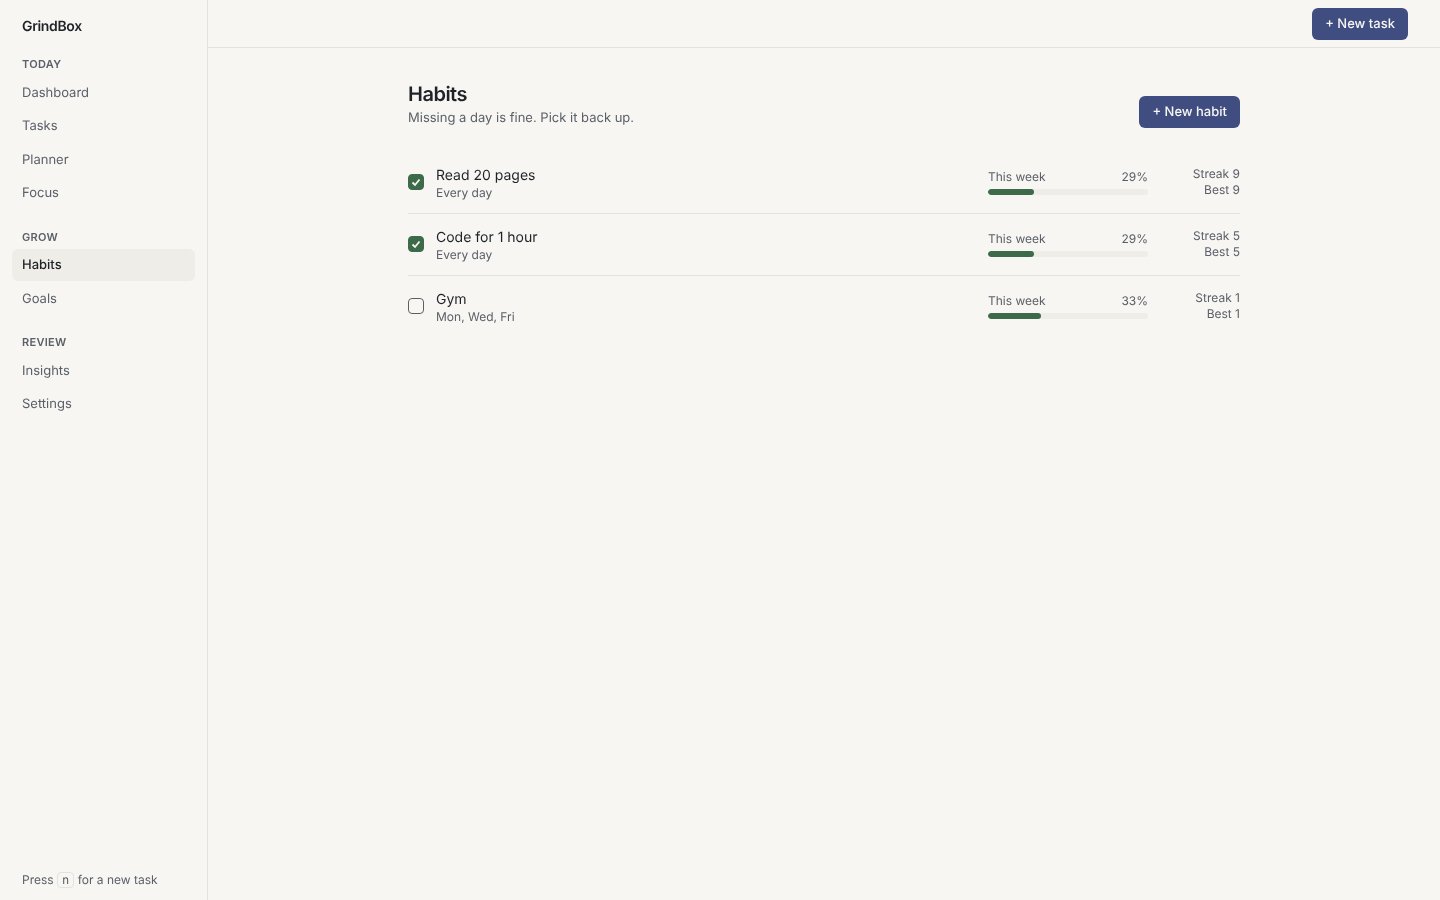 GrindBox
TODAY
Dashboard
Tasks
Planner
Focus
GROW
Habits
Goals
REVIEW
Insights
Settings
Press n for a new task
+ New task
Habits
Missing a day is fine. Pick it back up.
+ New habit
Read 20 pages
Every day
This week 29%
Streak 9
Best 9
Code for 1 hour
Every day
This week 29%
Streak 5
Best 5
Gym
Mon, Wed, Fri
This week 33%
Streak 1
Best 1